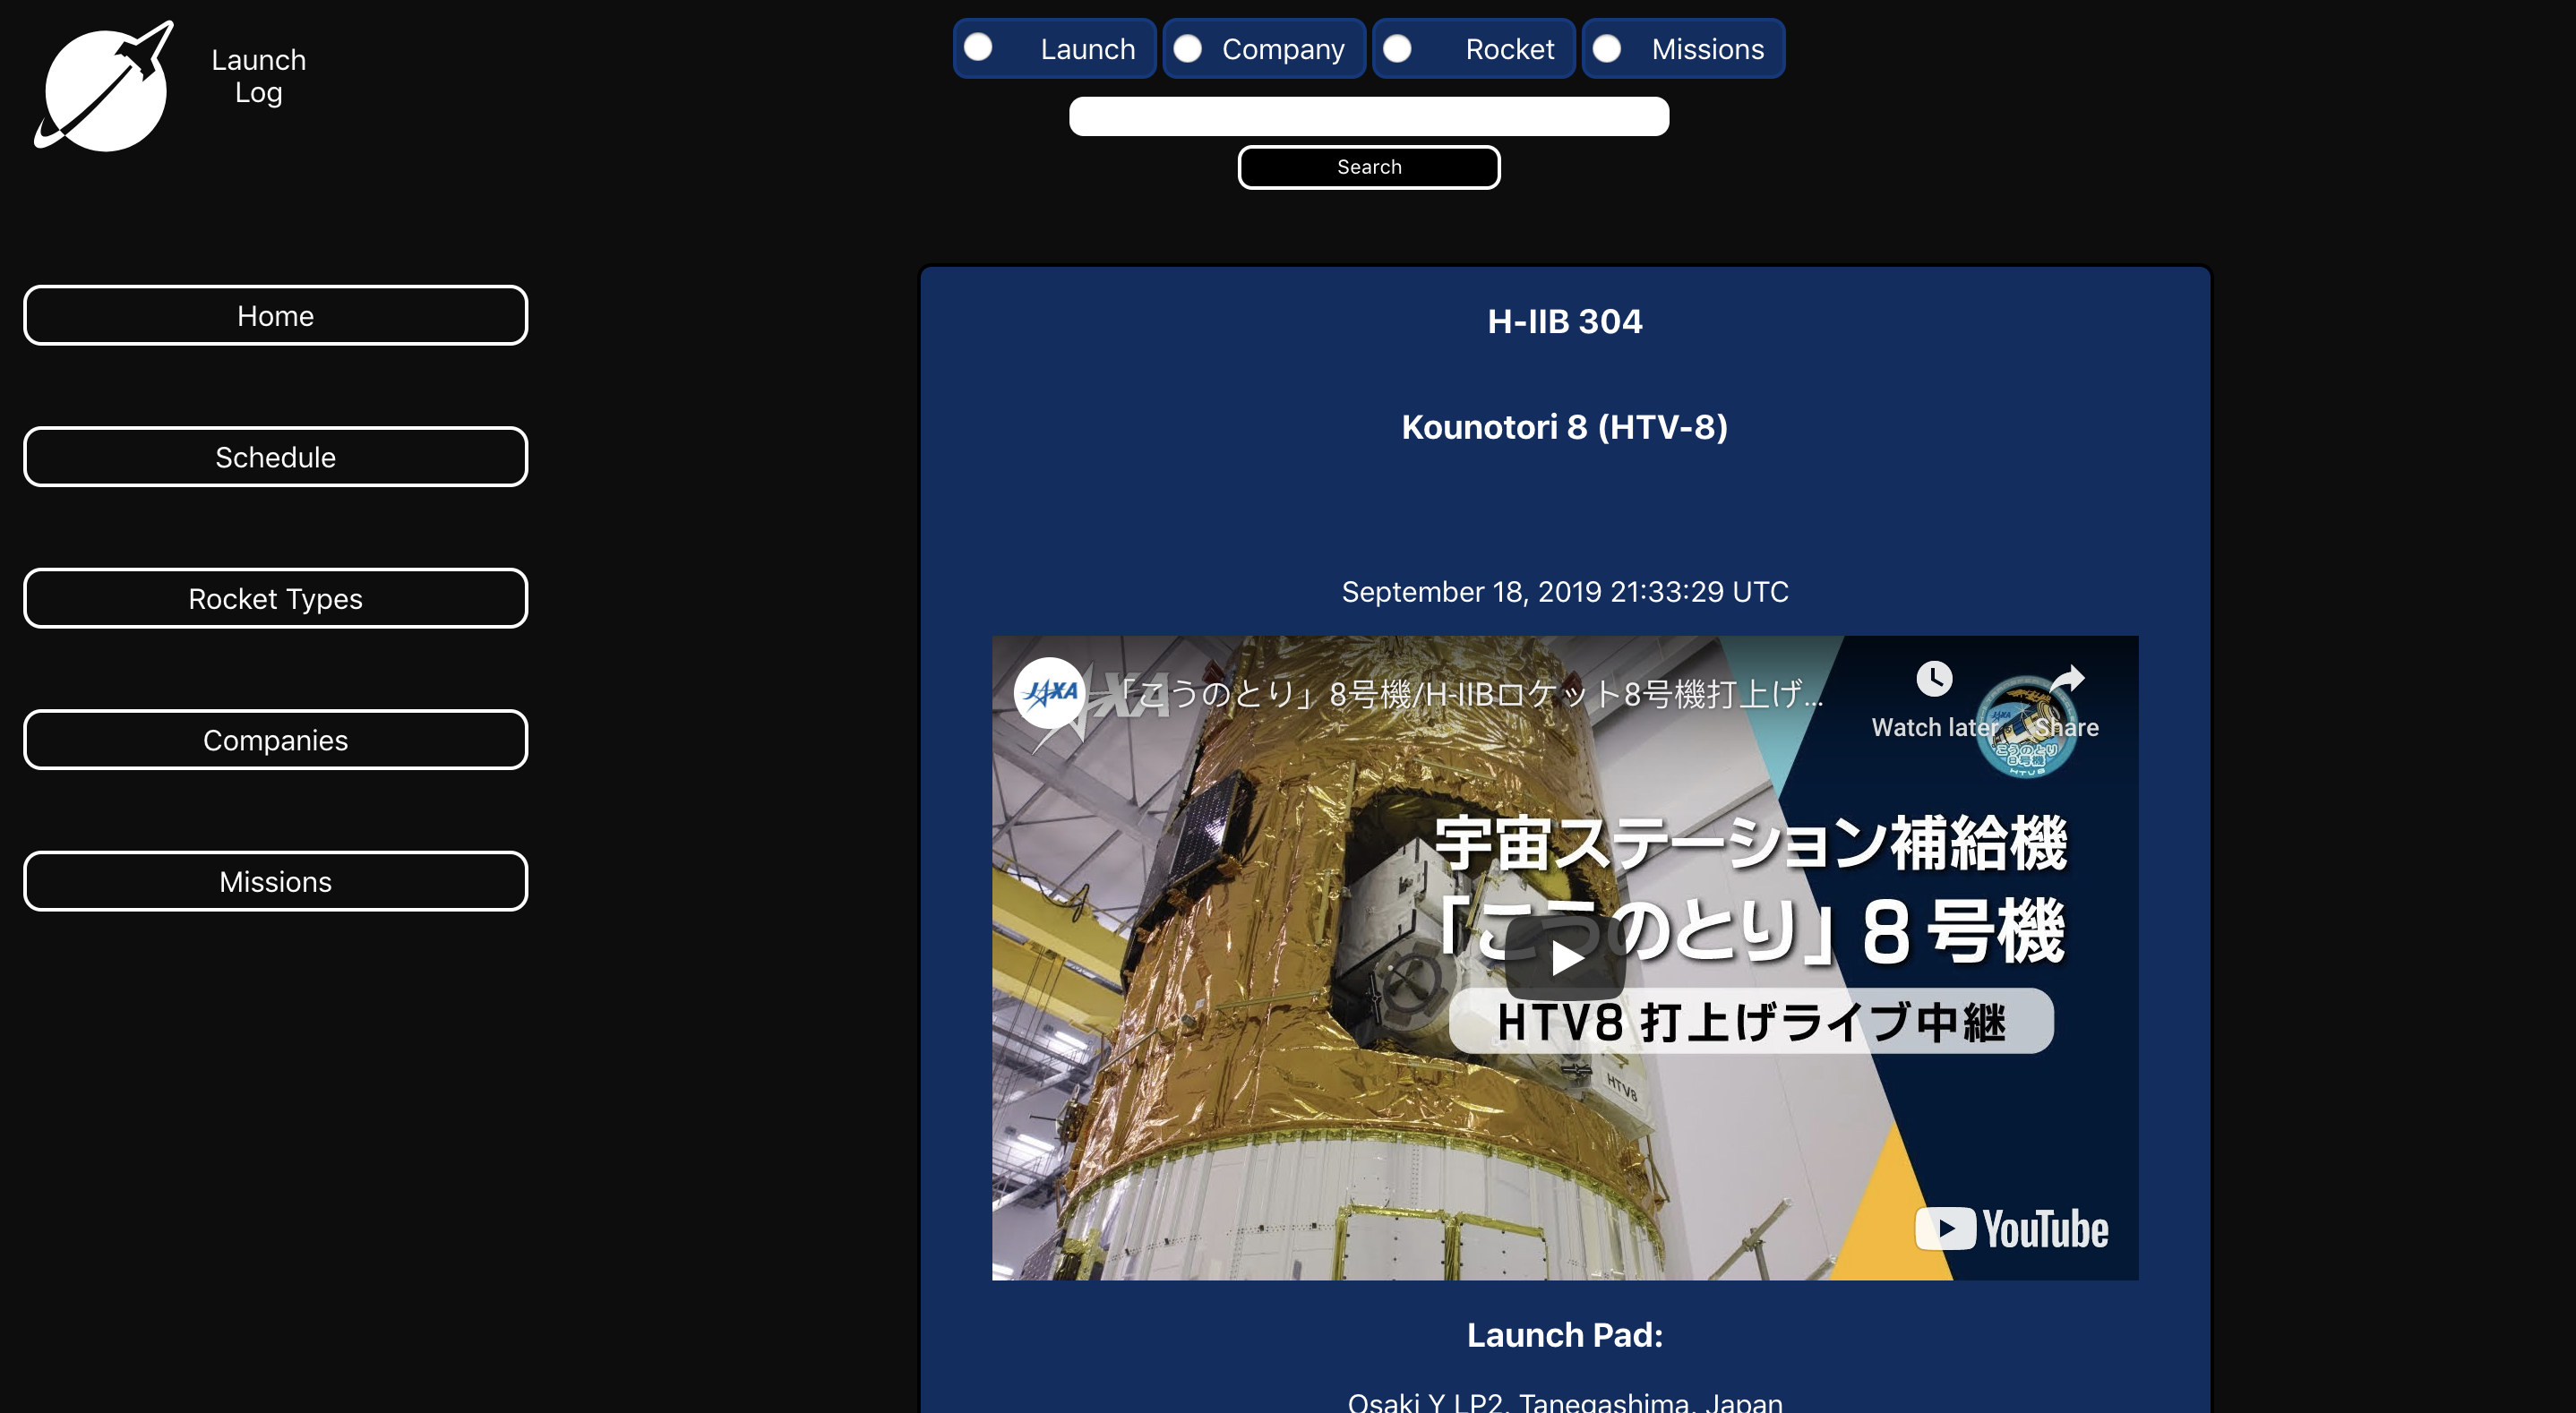 Launch
Log
Launch
Company
Rocket
Missions
Search
Home
Schedule
Rocket Types
Companies
Missions
H-IIB 304
Kounotori 8 (HTV-8)
September 18, 2019 21:33:29 UTC
JAXA
「こうのとり」8号機/H-IIBロケット8号機打上げ...
Watch later
Share
JAXA
こうのとり
8号機
HTV8
宇宙ステーション補給機
「こうのとり」8号機
HTV8 打上げライブ中継
HTV8
YouTube
Launch Pad:
Osaki Y LP2, Tanegashima, Japan